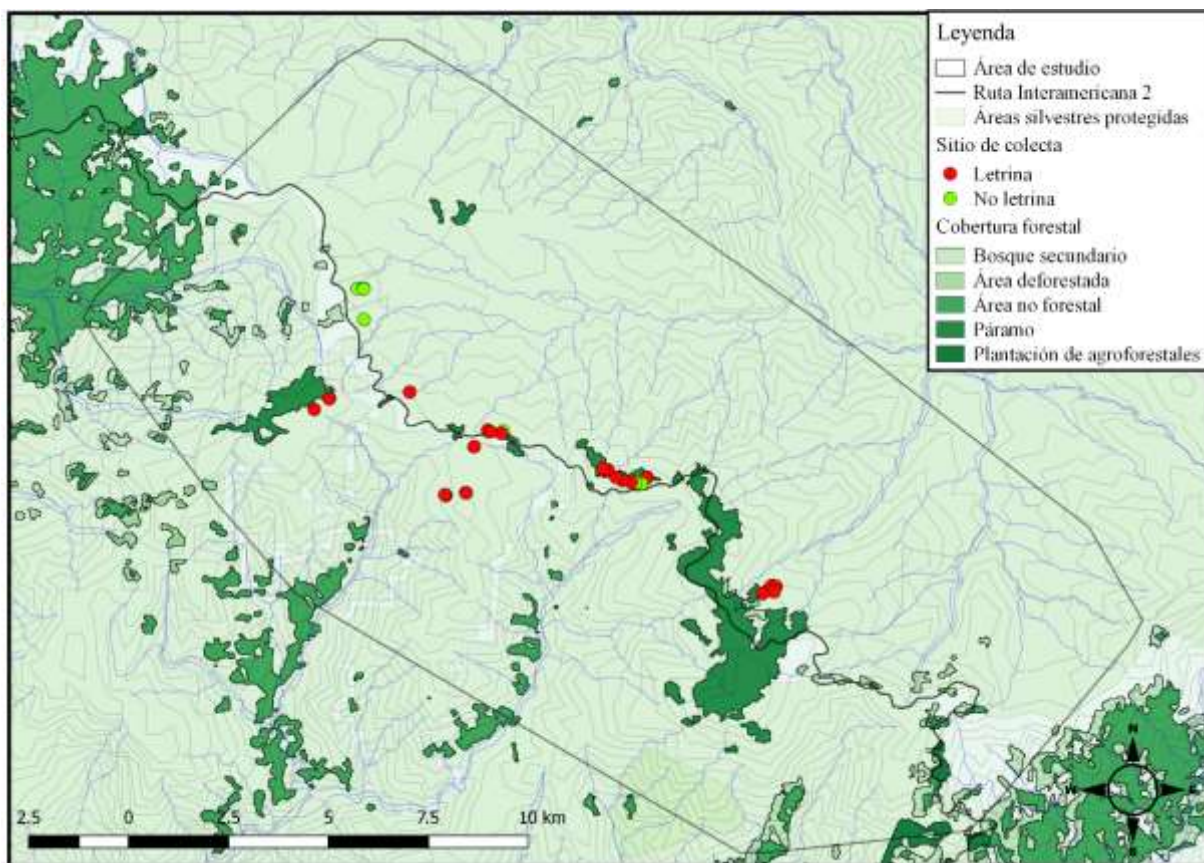 Leyenda
Área de estudio
Ruta Interamericana 2
Áreas silvestres protegidas
Sitio de colecta
Letrina
No letrina
Cobertura forestal
Bosque secundario
Área deforestada
Área no forestal
Páramo
Plantación de agroforestales
N
W E
S
2.5 0 2.5 5 7.5 10 km